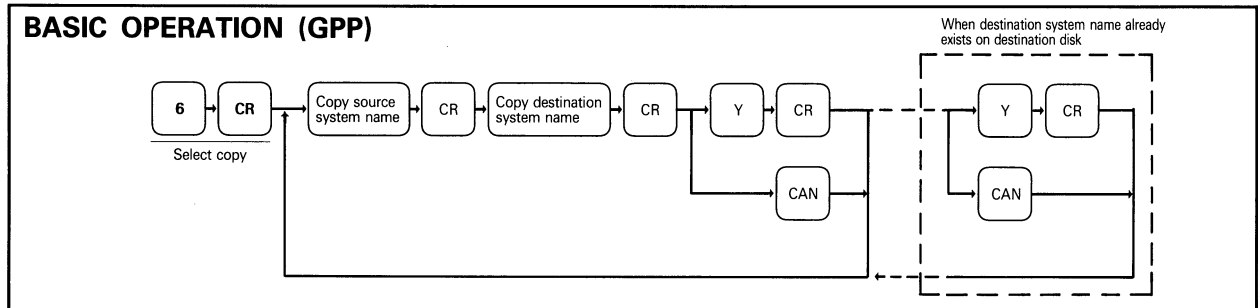 BASIC OPERATION (GPP)
When destination system name already
exists on destination disk
6
CR
Copy source
system name
CR
Copy destination
system name
CR
Y
CR
Y
CR
Select copy
CAN
CAN